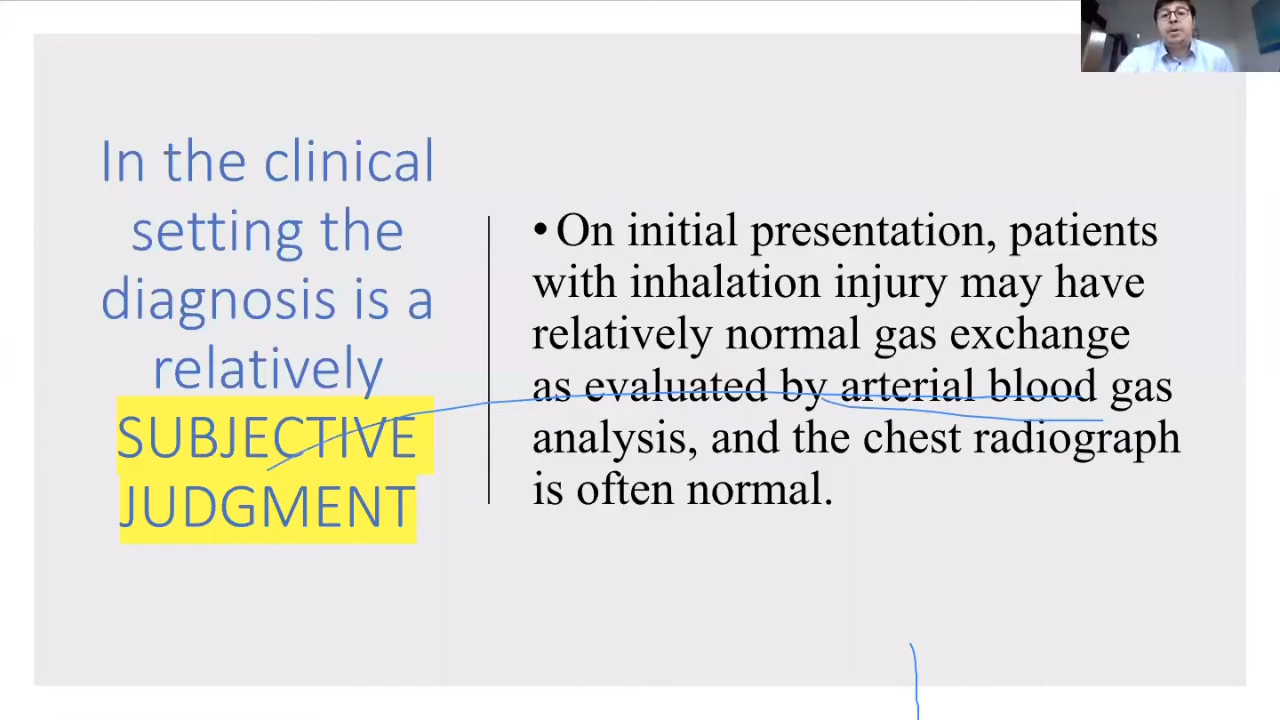 In the clinical
setting the
diagnosis is a
relatively
SUBJECTIVE
JUDGMENT
• On initial presentation, patients
with inhalation injury may have
relatively normal gas exchange
as evaluated by arterial blood gas
analysis, and the chest radiograph
is often normal.